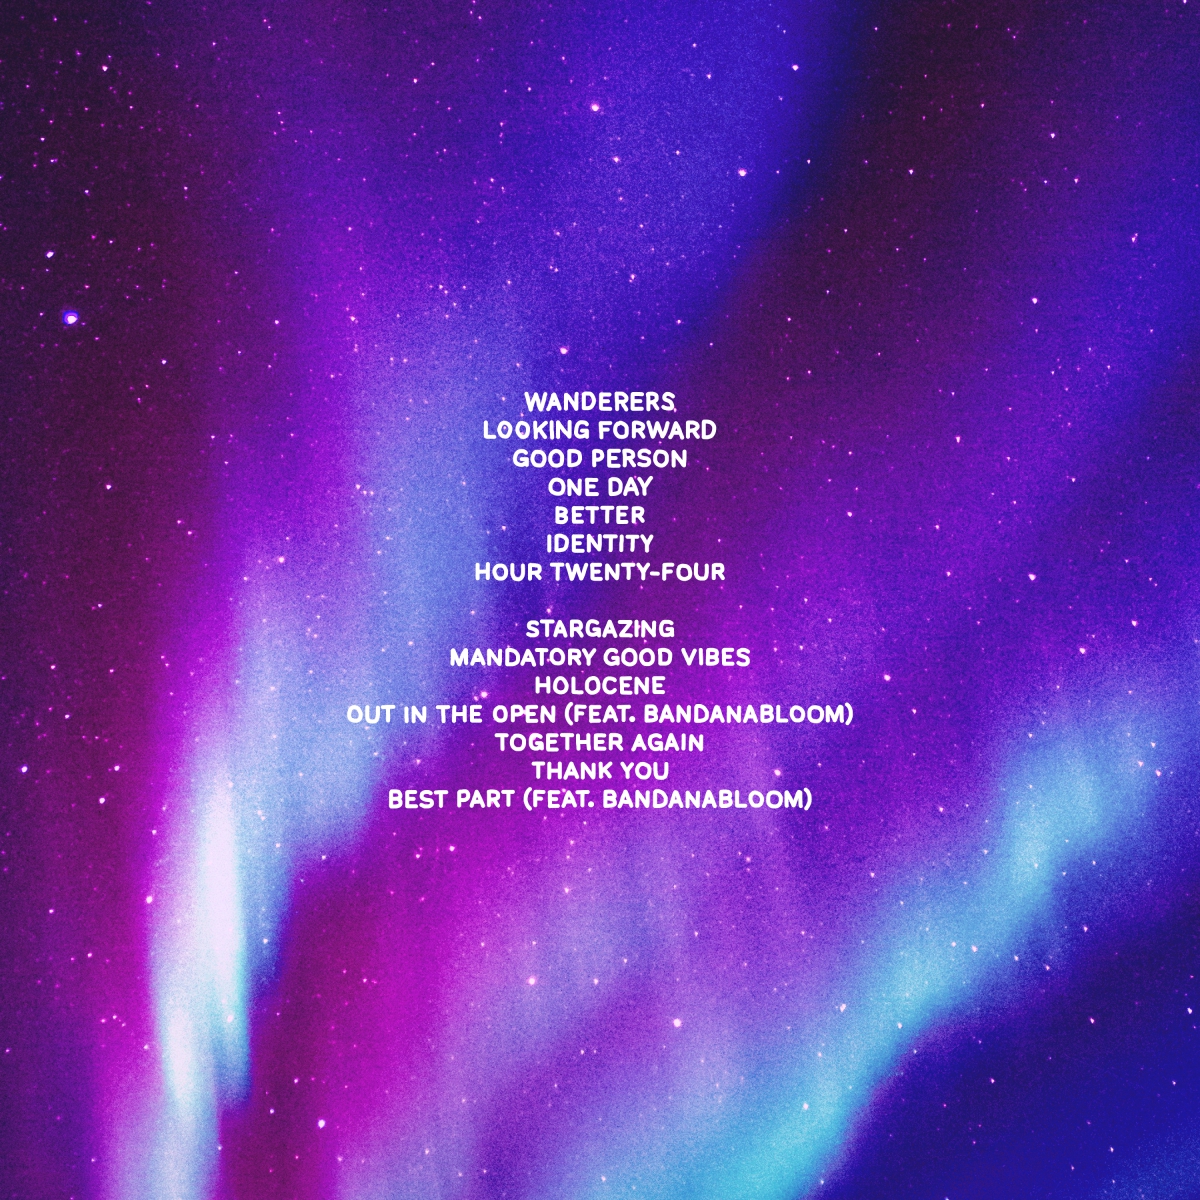 WANDERERS
LOOKING FORWARD
GOOD PERSON
ONE DAY
BETTER
IDENTITY
HOUR TWENTY-FOUR
STARGAZING
MANDATORY GOOD VIBES
HOLOCENE
OUT IN THE OPEN (FEAT. BANDANABLOOM)
TOGETHER AGAIN
THANK YOU
BEST PART (FEAT. BANDANABLOOM)